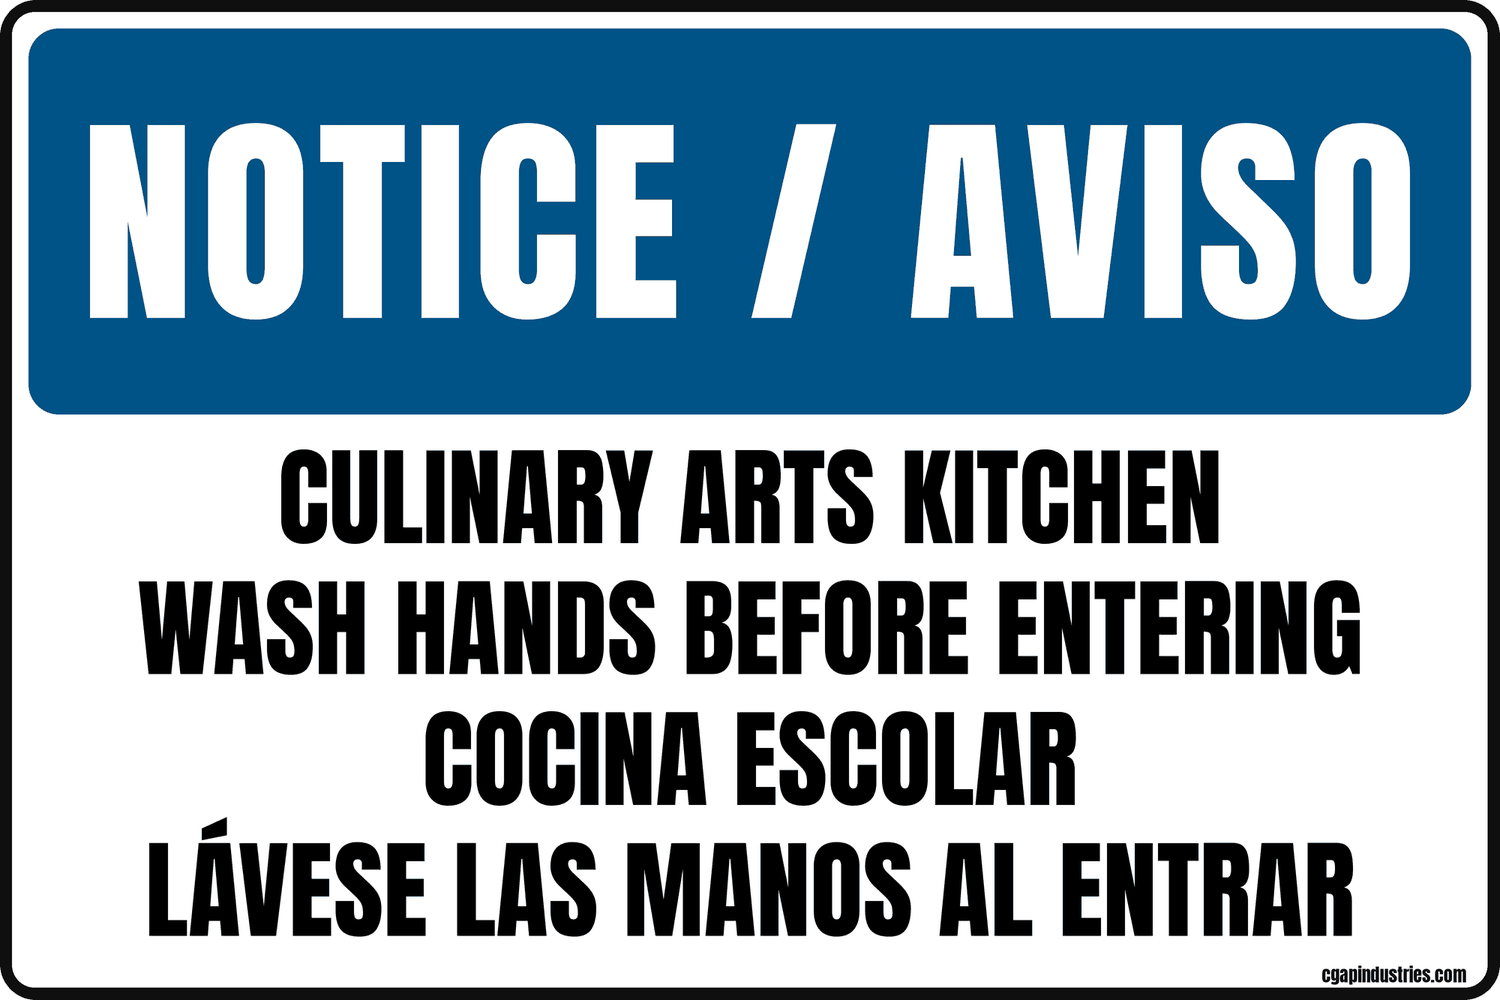 NOTICE / AVISO
CULINARY ARTS KITCHEN
WASH HANDS BEFORE ENTERING
COCINA ESCOLAR
LÁVESE LAS MANOS AL ENTRAR
cgapindustries.com